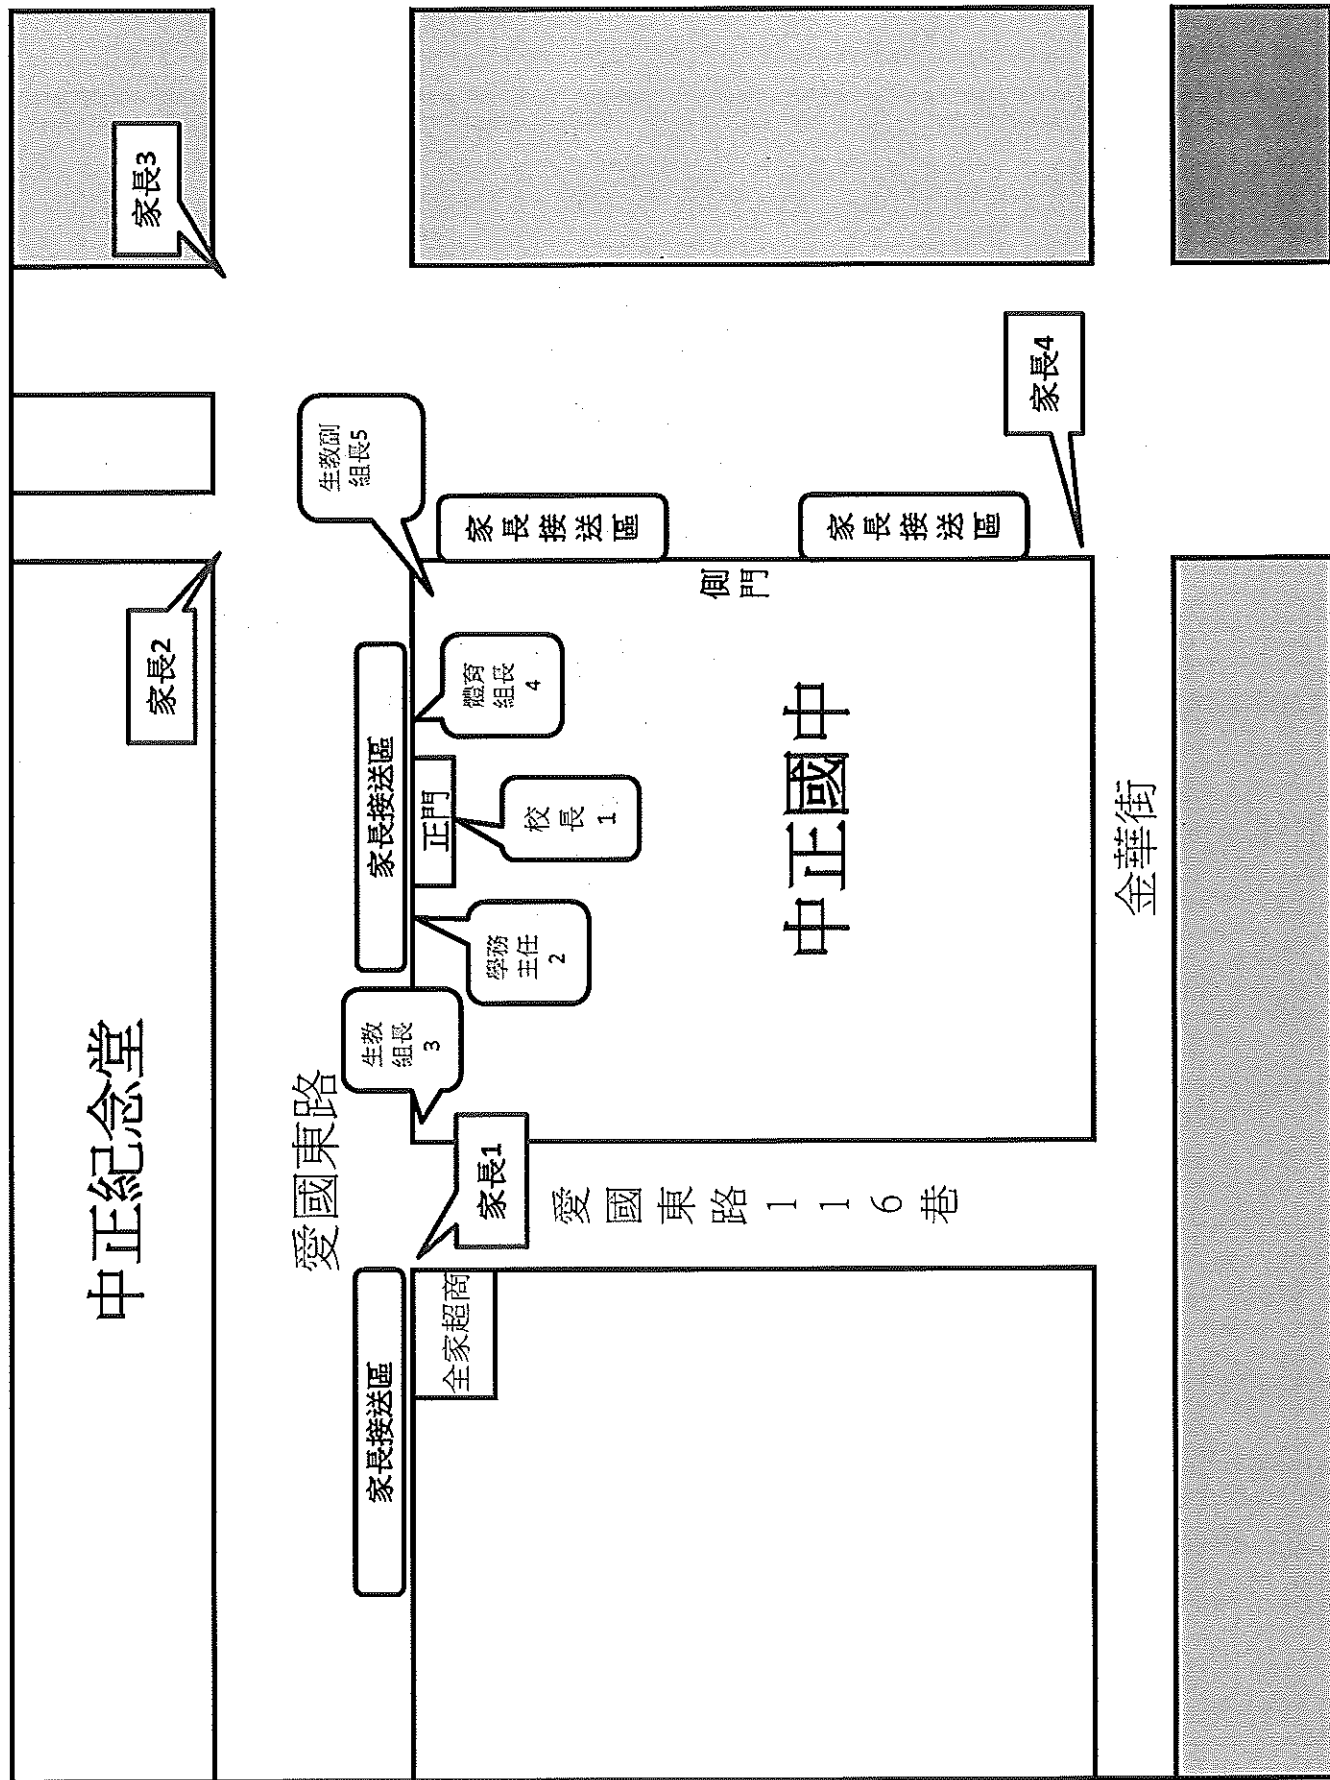 中正紀念堂
家長2
家長3
愛國東路
家長接送區
家長接送區
生教
組長
3
學務
主任
2
正門
校
長
1
體育
組長
4
生教副
組長5
家長1
全家超商
愛國東路116巷
中正國中
側門
家長接送區
家長接送區
家長4
金華街